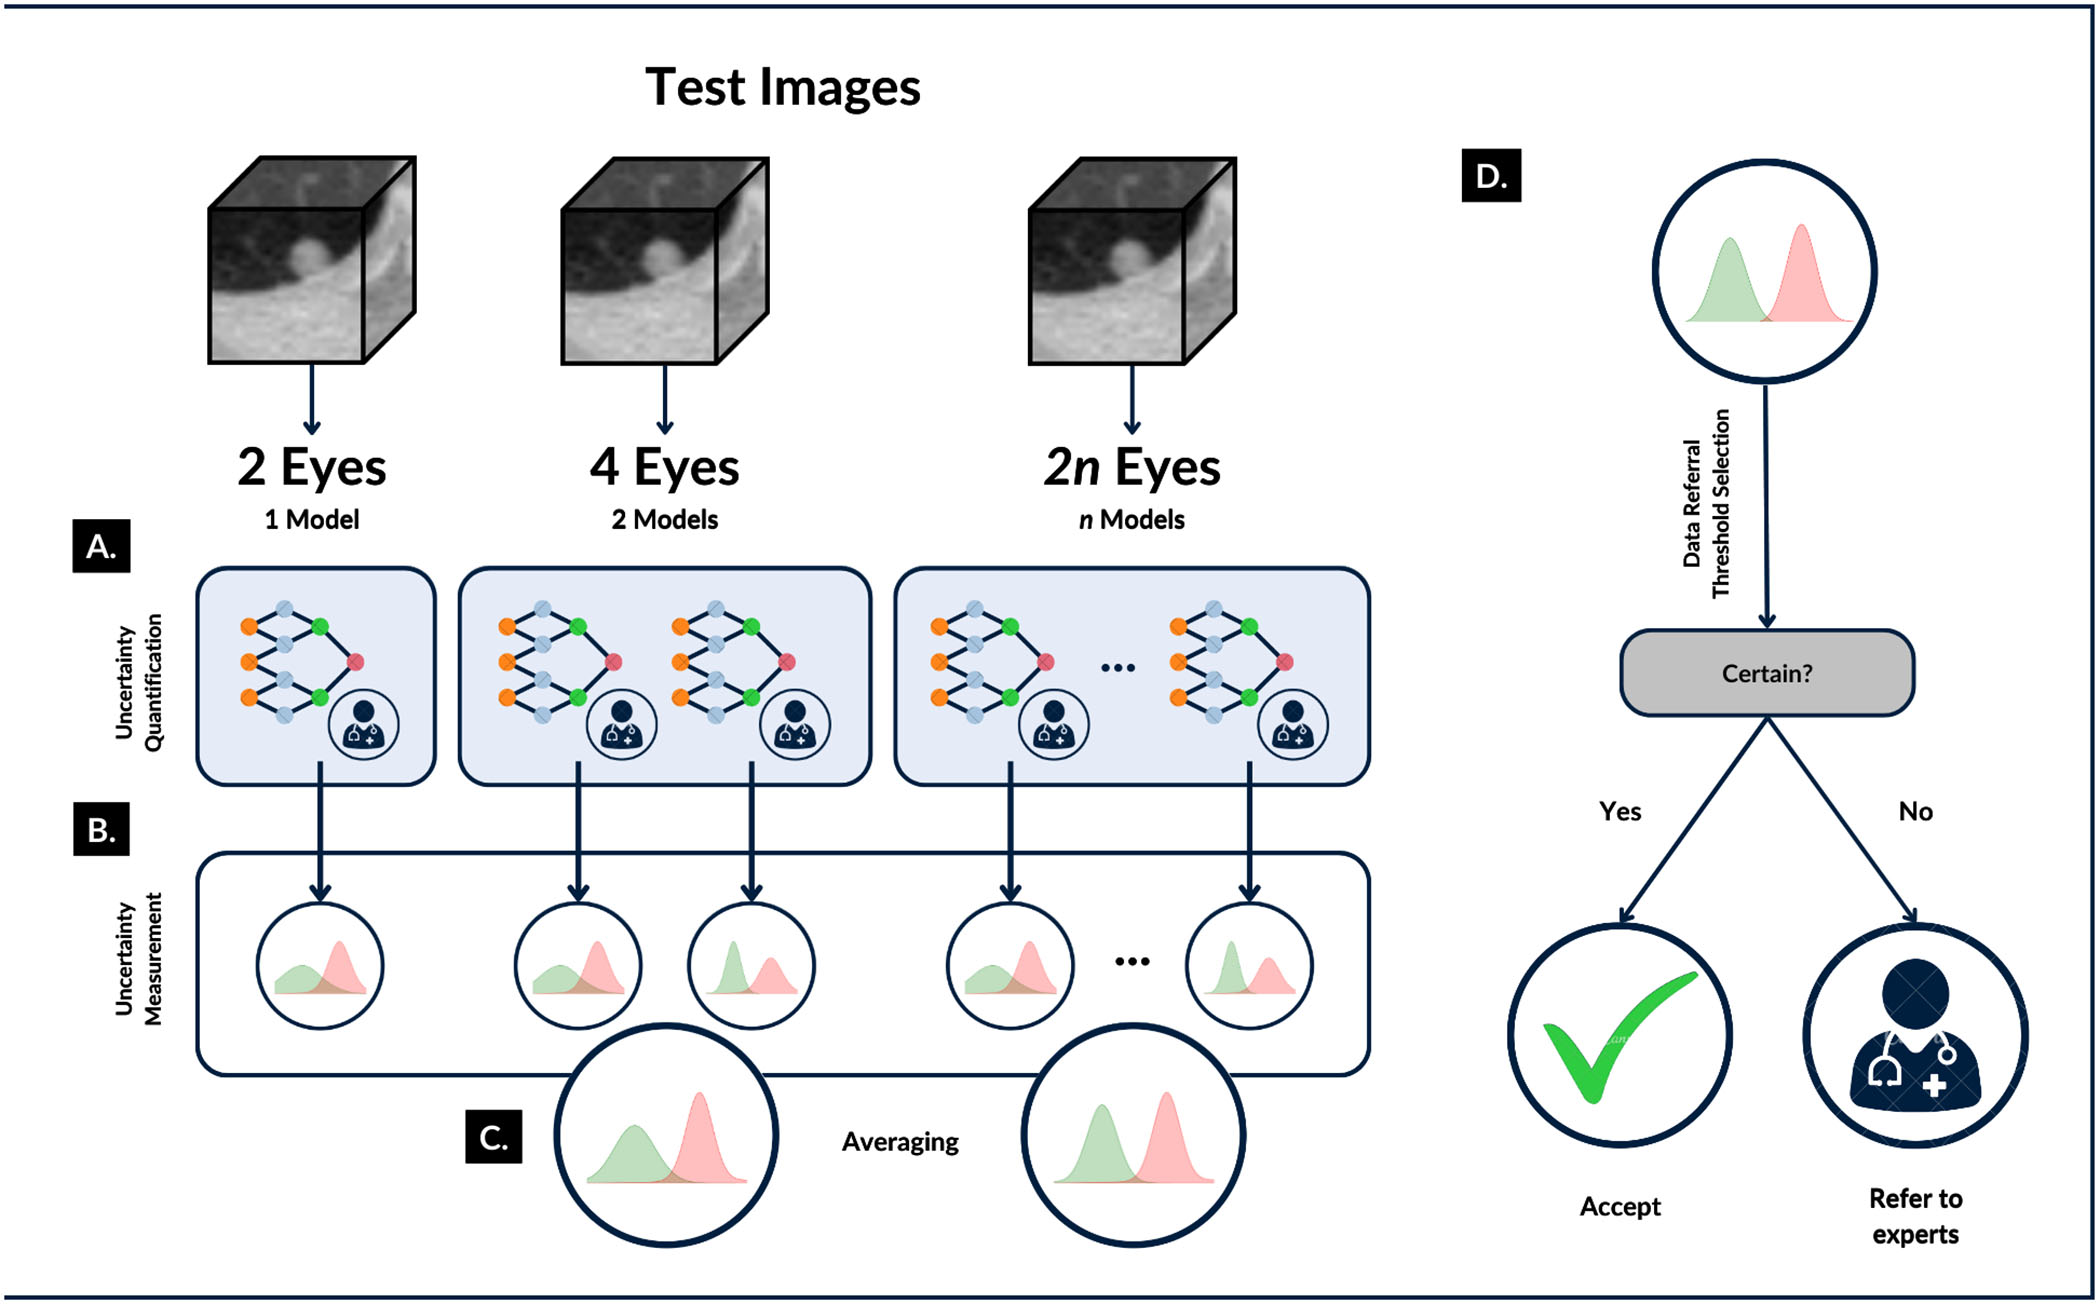 Test Images
D.
2 Eyes
1 Model
4 Eyes
2 Models
2n Eyes
n Models
Data Referral
Threshold Selection
A.
Uncertainty
Quantification
...
Certain?
Yes
No
B.
Uncertainty
Measurement
...
C.
Averaging
Accept
Refer to
experts